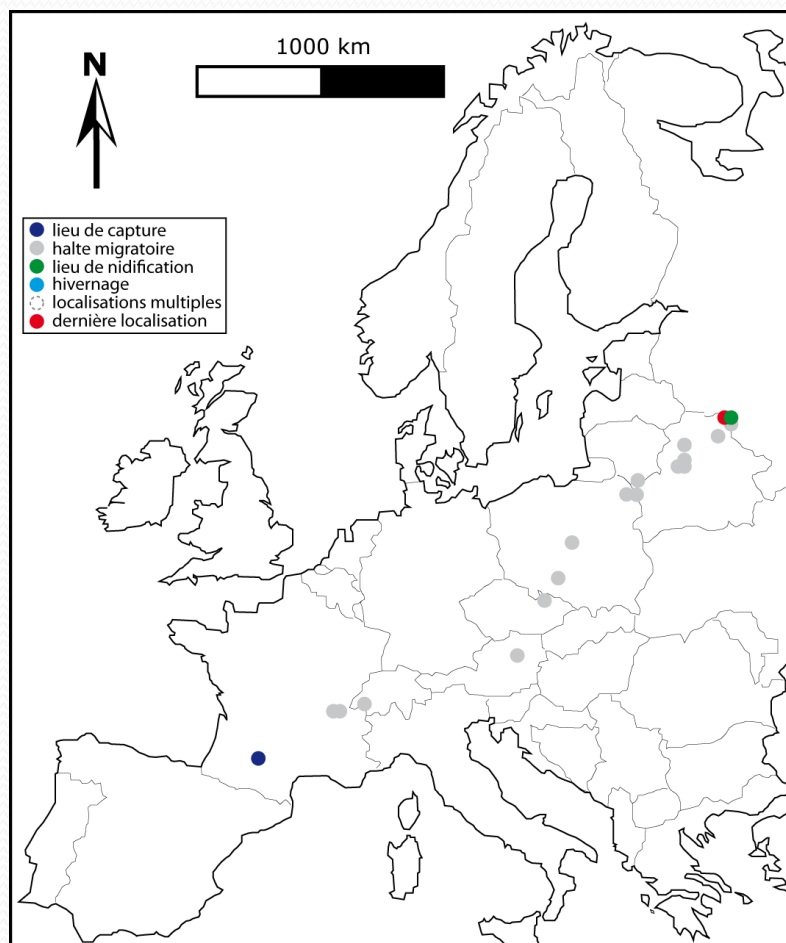 1000 km
N
lieu de capture
halte migratoire
lieu de nidification
hivernage
localisations multiples
dernière localisation